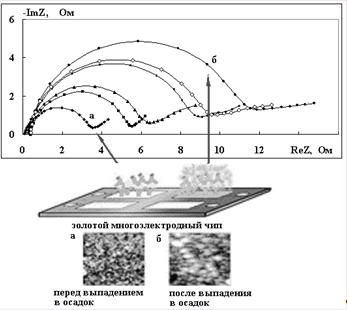 -ImZ, Ом
6
4
2
0
а
б
0 2 4 6 8 10 12 ReZ, Ом
золотой многоэлектродный чип
а б
перед выпадением
в осадок
после выпадения
в осадок